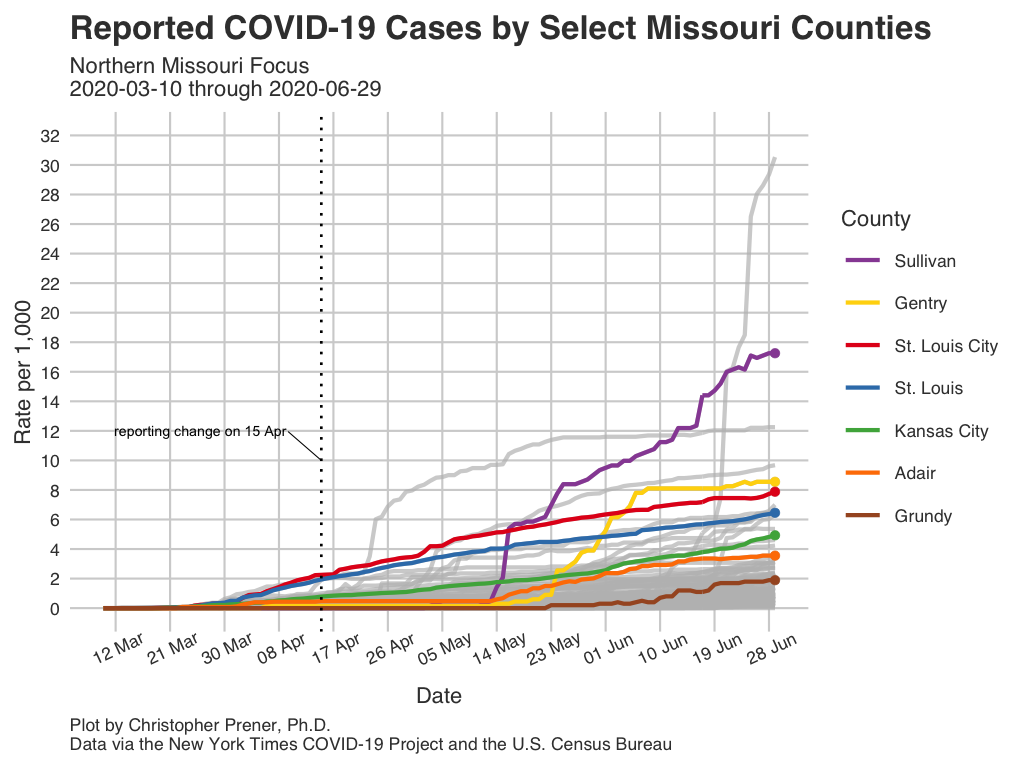 Reported COVID-19 Cases by Select Missouri Counties
Northern Missouri Focus
2020-03-10 through 2020-06-29
Rate per 1,000
32
30
28
26
24
22
20
18
16
14
12
10
8
6
4
2
0
reporting change on 15 Apr
12 Mar
21 Mar
30 Mar
08 Apr
17 Apr
26 Apr
05 May
14 May
23 May
01 Jun
10 Jun
19 Jun
28 Jun
Date
County
Sullivan
Gentry
St. Louis City
St. Louis
Kansas City
Adair
Grundy
Plot by Christopher Prener, Ph.D.
Data via the New York Times COVID-19 Project and the U.S. Census Bureau